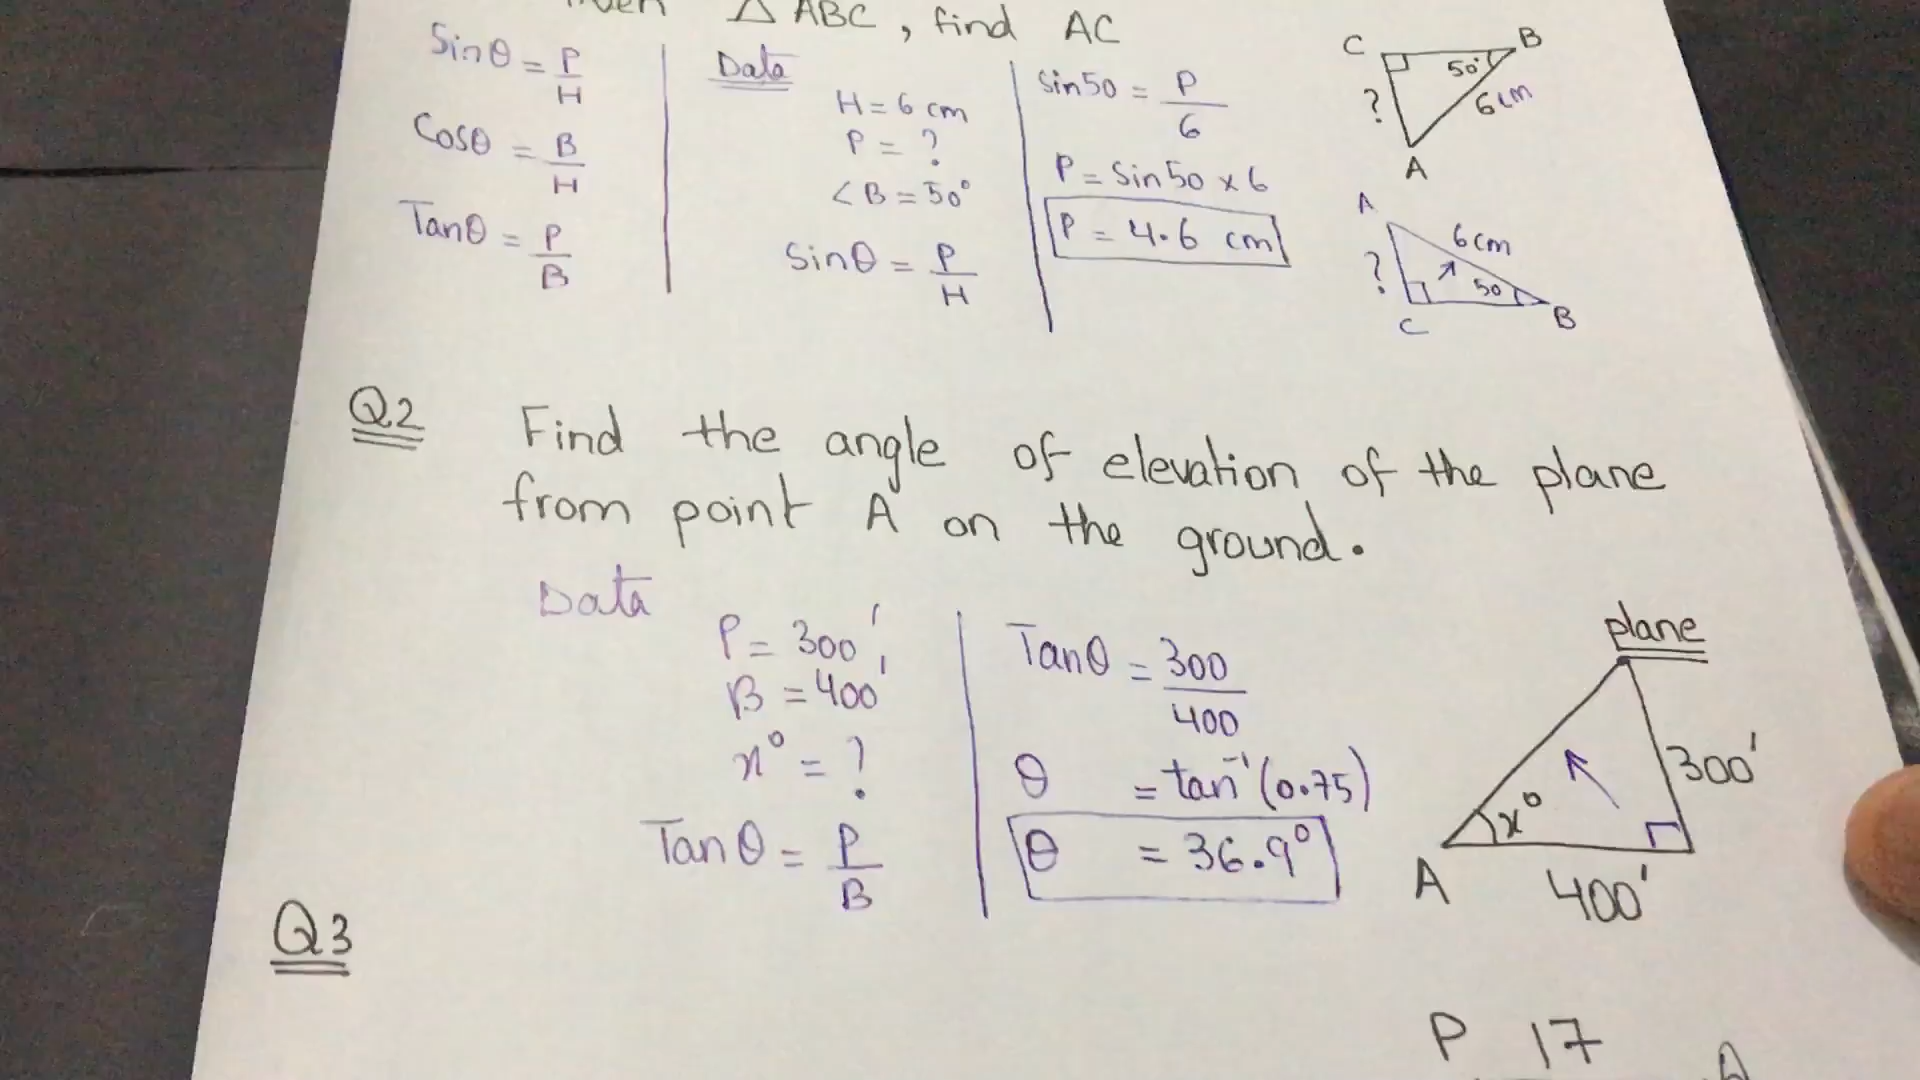 △ ABC, find AC
Sinθ = P/H
Cosθ = B/H
Tanθ = P/B
Data
H = 6 cm
P = ?
<B = 50°
Sinθ = P/H
Sin50 = P/6
P = Sin50 x 6
P = 4.6 cm
C B
50°
? 6cm
A
A
6cm
?
50
C B
Q2 Find the angle of elevation of the plane
from point A on the ground.
Data
P = 300'
B = 400'
x° = ?
Tanθ = P/B
Tanθ = 300/400
θ = tan⁻¹(0.75)
θ = 36.9°
plane
300'
x°
A 400'
Q3
P 17